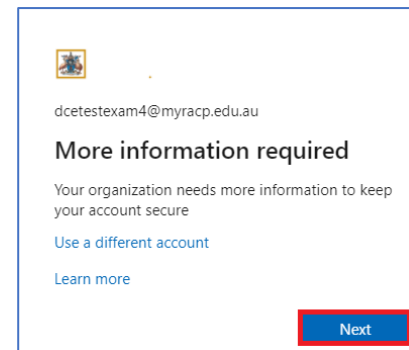 dcetestexam4@myracp.edu.au
More information required
Your organization needs more information to keep
your account secure
Use a different account
Learn more
Next